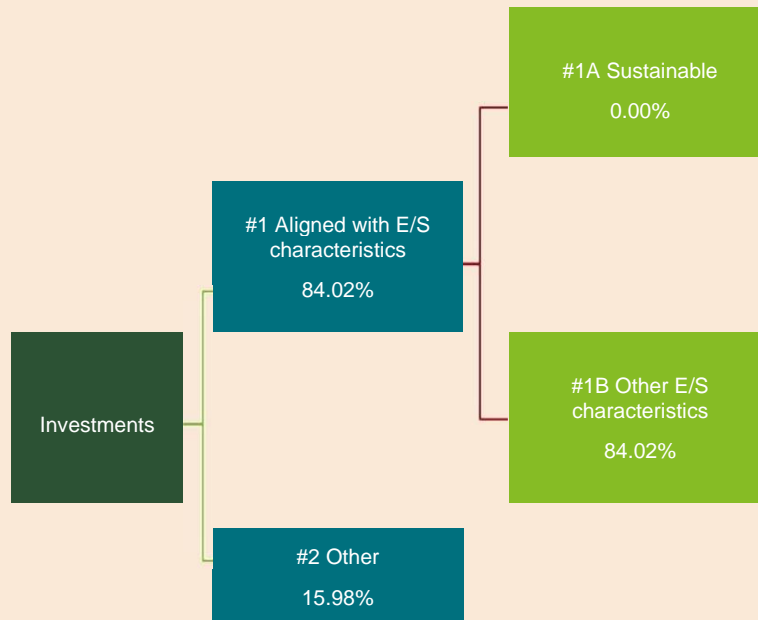 #1A Sustainable
0.00%
#1 Aligned with E/S
characteristics
84.02%
#1B Other E/S
characteristics
84.02%
Investments
#2 Other
15.98%